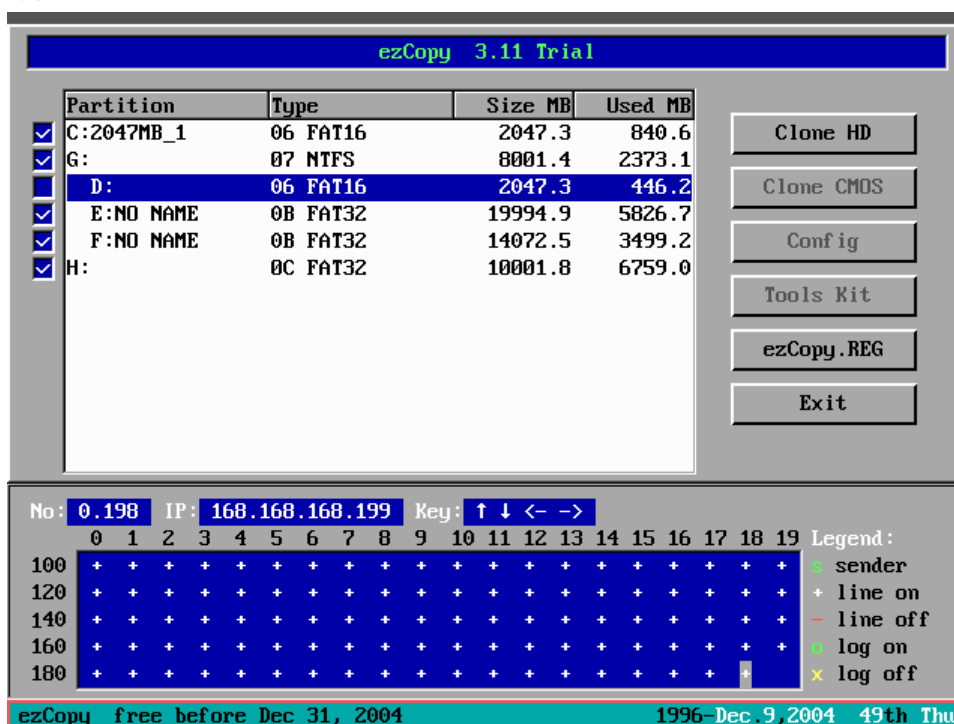 ezCopy 3.11 Trial
Partition Type Size MB Used MB
C:2047MB_1 06 FAT16 2047.3 840.6
G: 07 NTFS 8001.4 2373.1
D: 06 FAT16 2047.3 446.2
E:NO NAME 0B FAT32 19994.9 5826.7
F:NO NAME 0B FAT32 14072.5 3499.2
H: 0C FAT32 10001.8 6759.0
Clone HD
Clone CMOS
Config
Tools Kit
ezCopy.REG
Exit
No: 0.198 IP: 168.168.168.199 Key: ↑ ↓ <- ->
0 1 2 3 4 5 6 7 8 9 10 11 12 13 14 15 16 17 18 19 Legend:
100 + + + + + + + + + + + + + + + + + + + + s sender
120 + + + + + + + + + + + + + + + + + + + + + line on
140 + + + + + + + + + + + + + + + + + + + + - line off
160 + + + + + + + + + + + + + + + + + + + + o log on
180 + + + + + + + + + + + + + + + + + + + x log off
ezCopy free before Dec 31, 2004 1996-Dec.9,2004 49th Thu